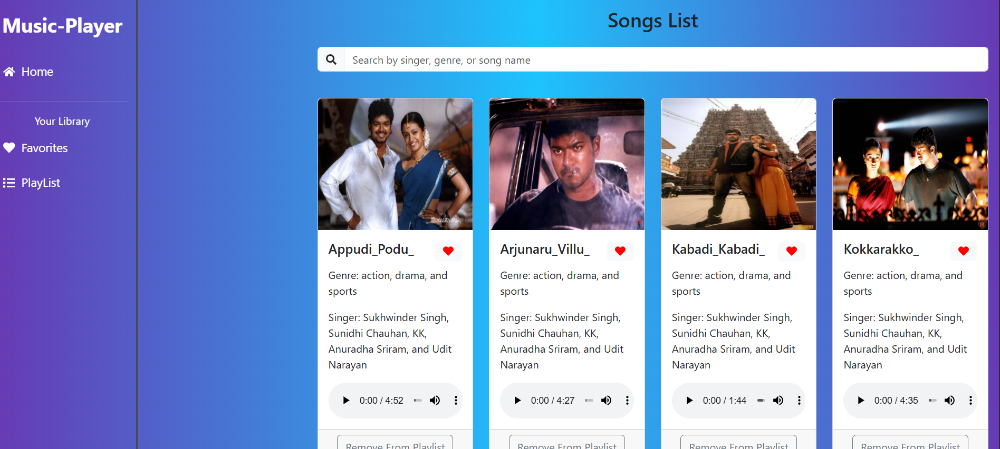 Music-Player
Home
Your Library
Favorites
PlayList
Songs List
Search by singer, genre, or song name
Appudi_Podu_
Genre: action, drama, and
sports
Singer: Sukhwinder Singh,
Sunidhi Chauhan, KK,
Anuradha Sriram, and Udit
Narayan
0:00 / 4:52
Remove From Playlist
Arjunaru_Villu_
Genre: action, drama, and
sports
Singer: Sukhwinder Singh,
Sunidhi Chauhan, KK,
Anuradha Sriram, and Udit
Narayan
0:00 / 4:27
Remove From Playlist
Kabadi_Kabadi_
Genre: action, drama, and
sports
Singer: Sukhwinder Singh,
Sunidhi Chauhan, KK,
Anuradha Sriram, and Udit
Narayan
0:00 / 1:44
Remove From Playlist
Kokkarakko_
Genre: action, drama, and
sports
Singer: Sukhwinder Singh,
Sunidhi Chauhan, KK,
Anuradha Sriram, and Udit
Narayan
0:00 / 4:35
Remove From Playlist